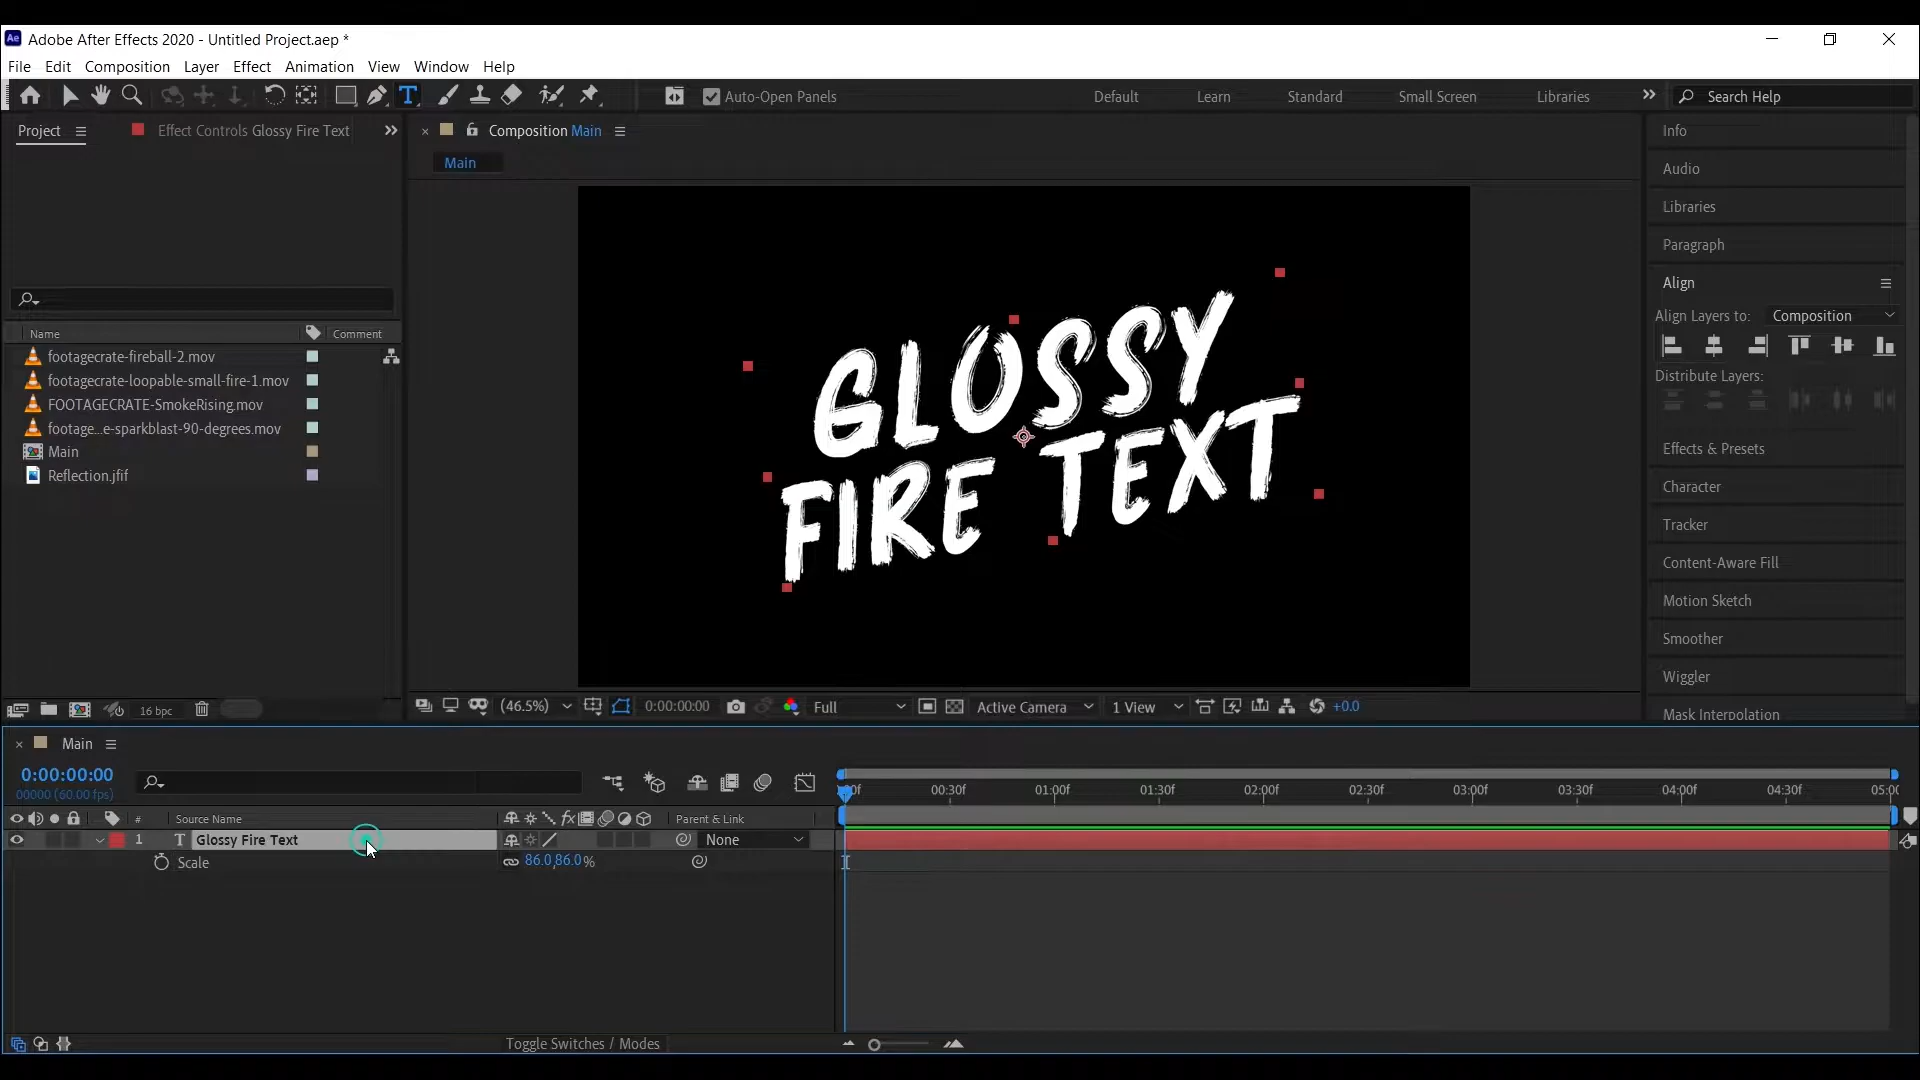 Ae Adobe After Effects 2020 - Untitled Project.aep *
File Edit Composition Layer Effect Animation View Window Help
T Auto-Open Panels Default Learn Standard Small Screen Libraries Search Help
Project Effect Controls Glossy Fire Text
Composition Main
Main
Name Comment
footagecrate-fireball-2.mov
footagecrate-loopable-small-fire-1.mov
FOOTAGECRATE-SmokeRising.mov
footage...e-sparkblast-90-degrees.mov
Main
Reflection.jfif
16 bpc
GLOSSY
FIRE TEXT
(46.5%) 0:00:00:00 Full Active Camera 1 View +0.0
Info
Audio
Libraries
Paragraph
Align
Align Layers to: Composition
Distribute Layers:
Effects & Presets
Character
Tracker
Content-Aware Fill
Motion Sketch
Smoother
Wiggler
Mask Interpolation
Main
0:00:00:00
00000 (60.00 fps)
00:30f 01:00f 01:30f 02:00f 02:30f 03:00f 03:30f 04:00f 04:30f 05:00
# Source Name fx Parent & Link
1 T Glossy Fire Text None
Scale 86.0,86.0%
Toggle Switches / Modes